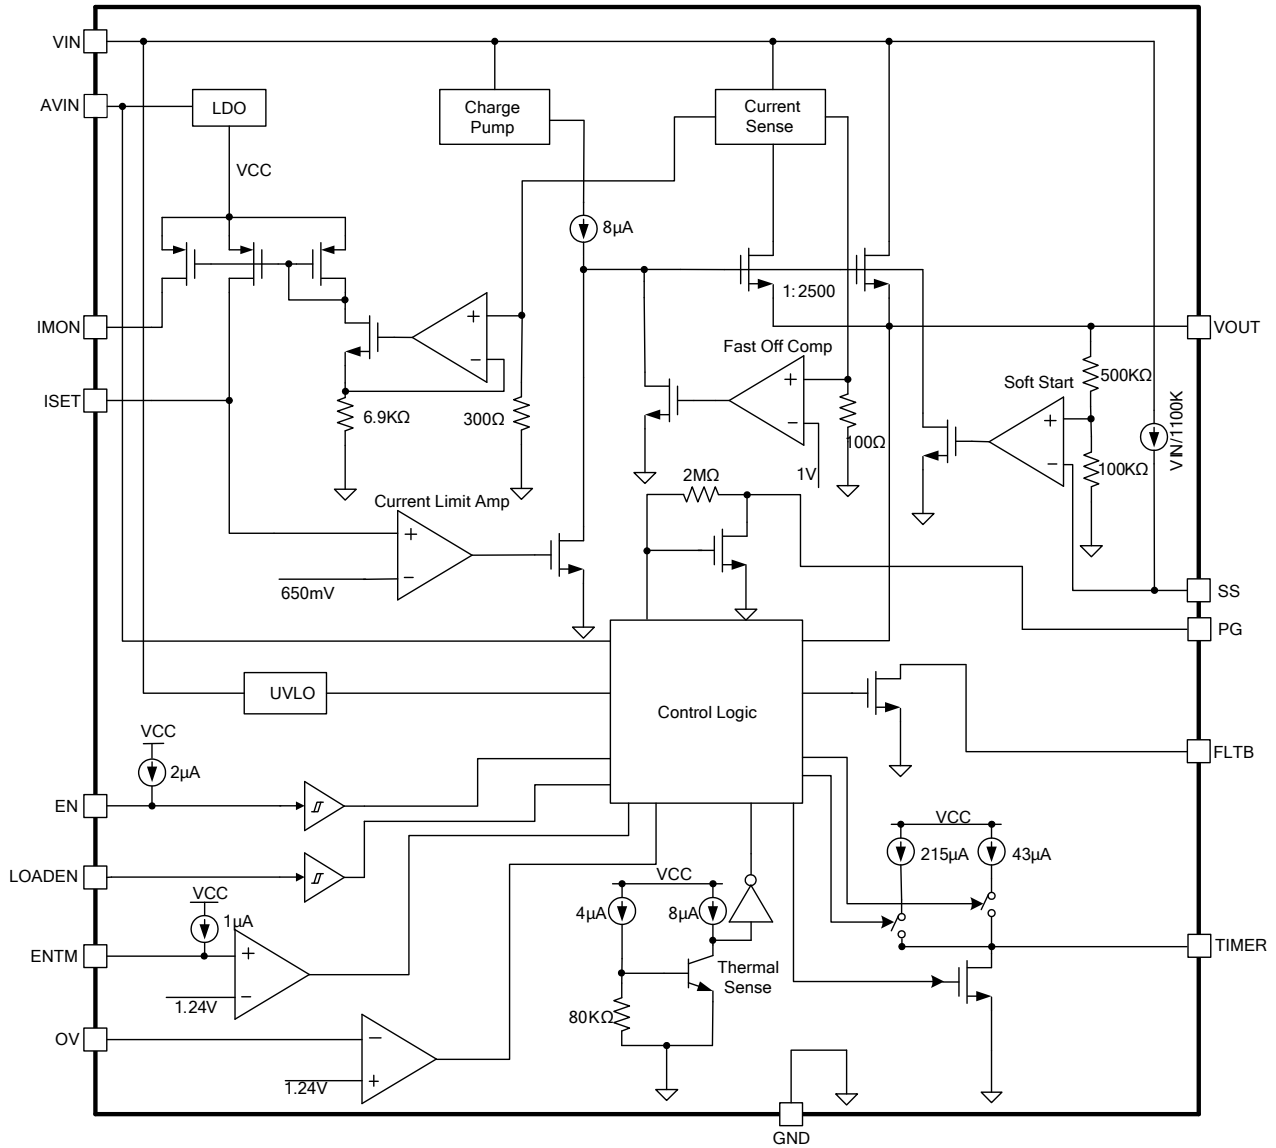 VIN
AVIN
LDO
Charge
Pump
Current
Sense
VCC
8µA
1:2500
IMON
VOUT
Fast Off Comp
+
−
+
−
Soft Start
500KΩ
ISET
6.9KΩ
300Ω
100Ω
+
−
100KΩ
VIN/1100K
1V
2MΩ
Current Limit Amp
+
−
650mV
SS
PG
UVLO
Control Logic
VCC
2µA
FLTB
EN
LOADEN
VCC
215µA
43µA
VCC
1µA
VCC
4µA
8µA
ENTM
+
−
1.24V
Thermal
Sense
TIMER
80KΩ
OV
−
+
1.24V
GND